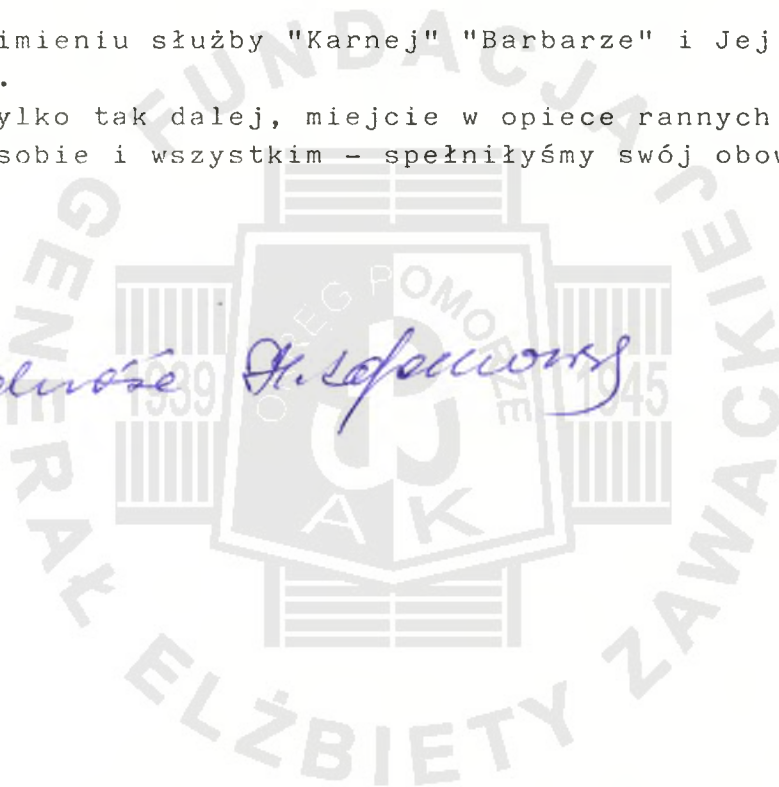 imieniu służby "Karnej" "Barbarze" i Jej
.
ylko tak dalej, miejcie w opiece rannych
sobie i wszystkim – spełniłyśmy swój obow
FUNDACJA
GENERAŁ ELŻBIETY ZAWACKIEJ
OKRĘG POMORZE
1939 1945
AK